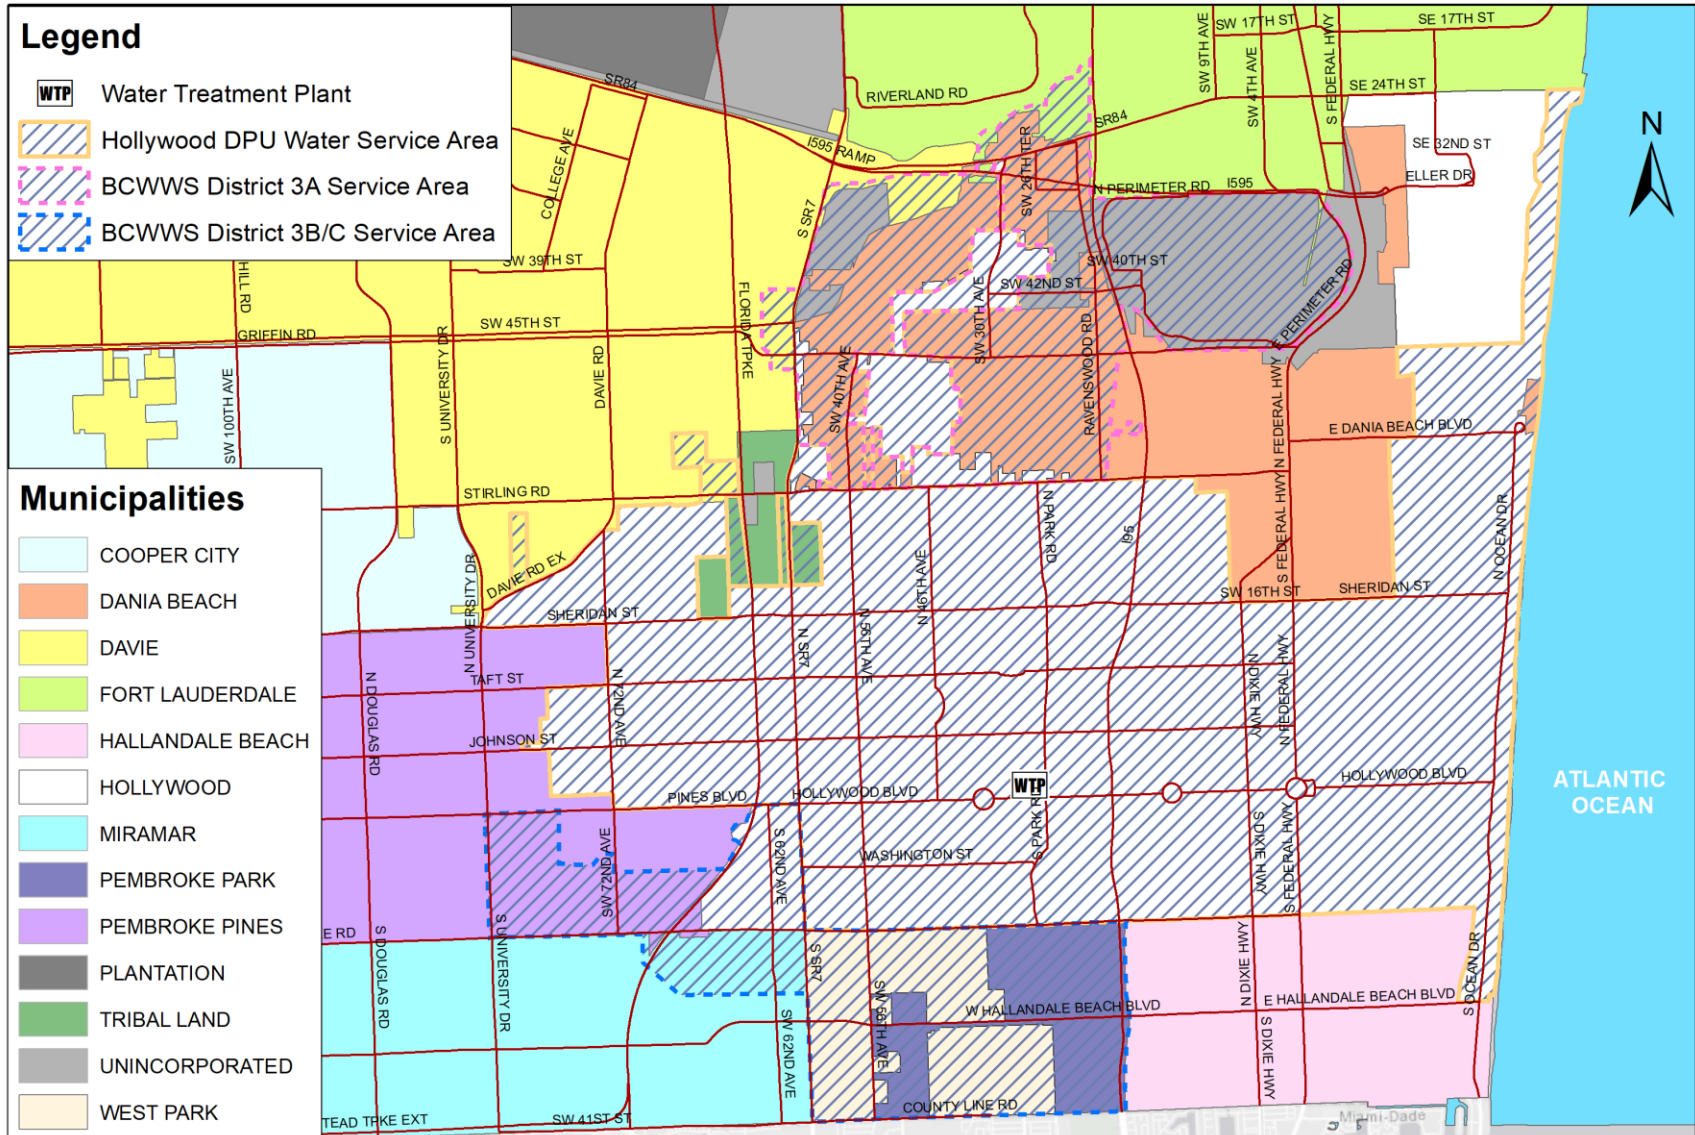 Legend
WTP Water Treatment Plant
Hollywood DPU Water Service Area
BCWWS District 3A Service Area
BCWWS District 3B/C Service Area
Municipalities
COOPER CITY
DANIA BEACH
DAVIE
FORT LAUDERDALE
HALLANDALE BEACH
HOLLYWOOD
MIRAMAR
PEMBROKE PARK
PEMBROKE PINES
PLANTATION
TRIBAL LAND
UNINCORPORATED
WEST PARK
N
SW 17TH ST
SE 17TH ST
SW 9TH AVE
SW 4TH AVE
S FEDERAL HWY
SE 24TH ST
SR84
RIVERLAND RD
SR84
I595 RAMP
SE 32ND ST
ELLER DR
COLLEGE AVE
SW 26TH TER
N PERIMETER RD
I595
S SR7
SW 39TH ST
SW 40TH ST
SW 42ND ST
HILL RD
FLORIDA TPKE
E PERIMETER RD
SW 45TH ST
GRIFFIN RD
SW 30TH AVE
S UNIVERSITY DR
DAVIE RD
SW 40TH AVE
RAVENSWOOD RD
N FEDERAL HWY
SW 100TH AVE
E DANIA BEACH BLVD
STIRLING RD
N PARK RD
I95
S FEDERAL HWY
N OCEAN DR
DAVIE RD EX
N UNIVERSITY DR
N 46TH AVE
SHERIDAN ST
SW 16TH ST
SHERIDAN ST
N SR7
N 56TH AVE
TAFT ST
N DOUGLAS RD
N 72ND AVE
N DIXIE HWY
N FEDERAL HWY
JOHNSON ST
WTP
PINES BLVD
HOLLYWOOD BLVD
HOLLYWOOD BLVD
ATLANTIC
OCEAN
S PARK R
SW 72ND AVE
S 62ND AVE
WASHINGTON ST
S DIXIE HWY
S FEDERAL HWY
E RD
S DOUGLAS RD
S UNIVERSITY DR
S SR7
N DIXIE HWY
S OCEAN DR
SW 56TH AVE
W HALLANDALE BEACH BLVD
E HALLANDALE BEACH BLVD
SW 62ND AVE
S DIXIE HWY
TEAD TPKE EXT
SW 41ST ST
COUNTY LINE RD
Miami-Dade